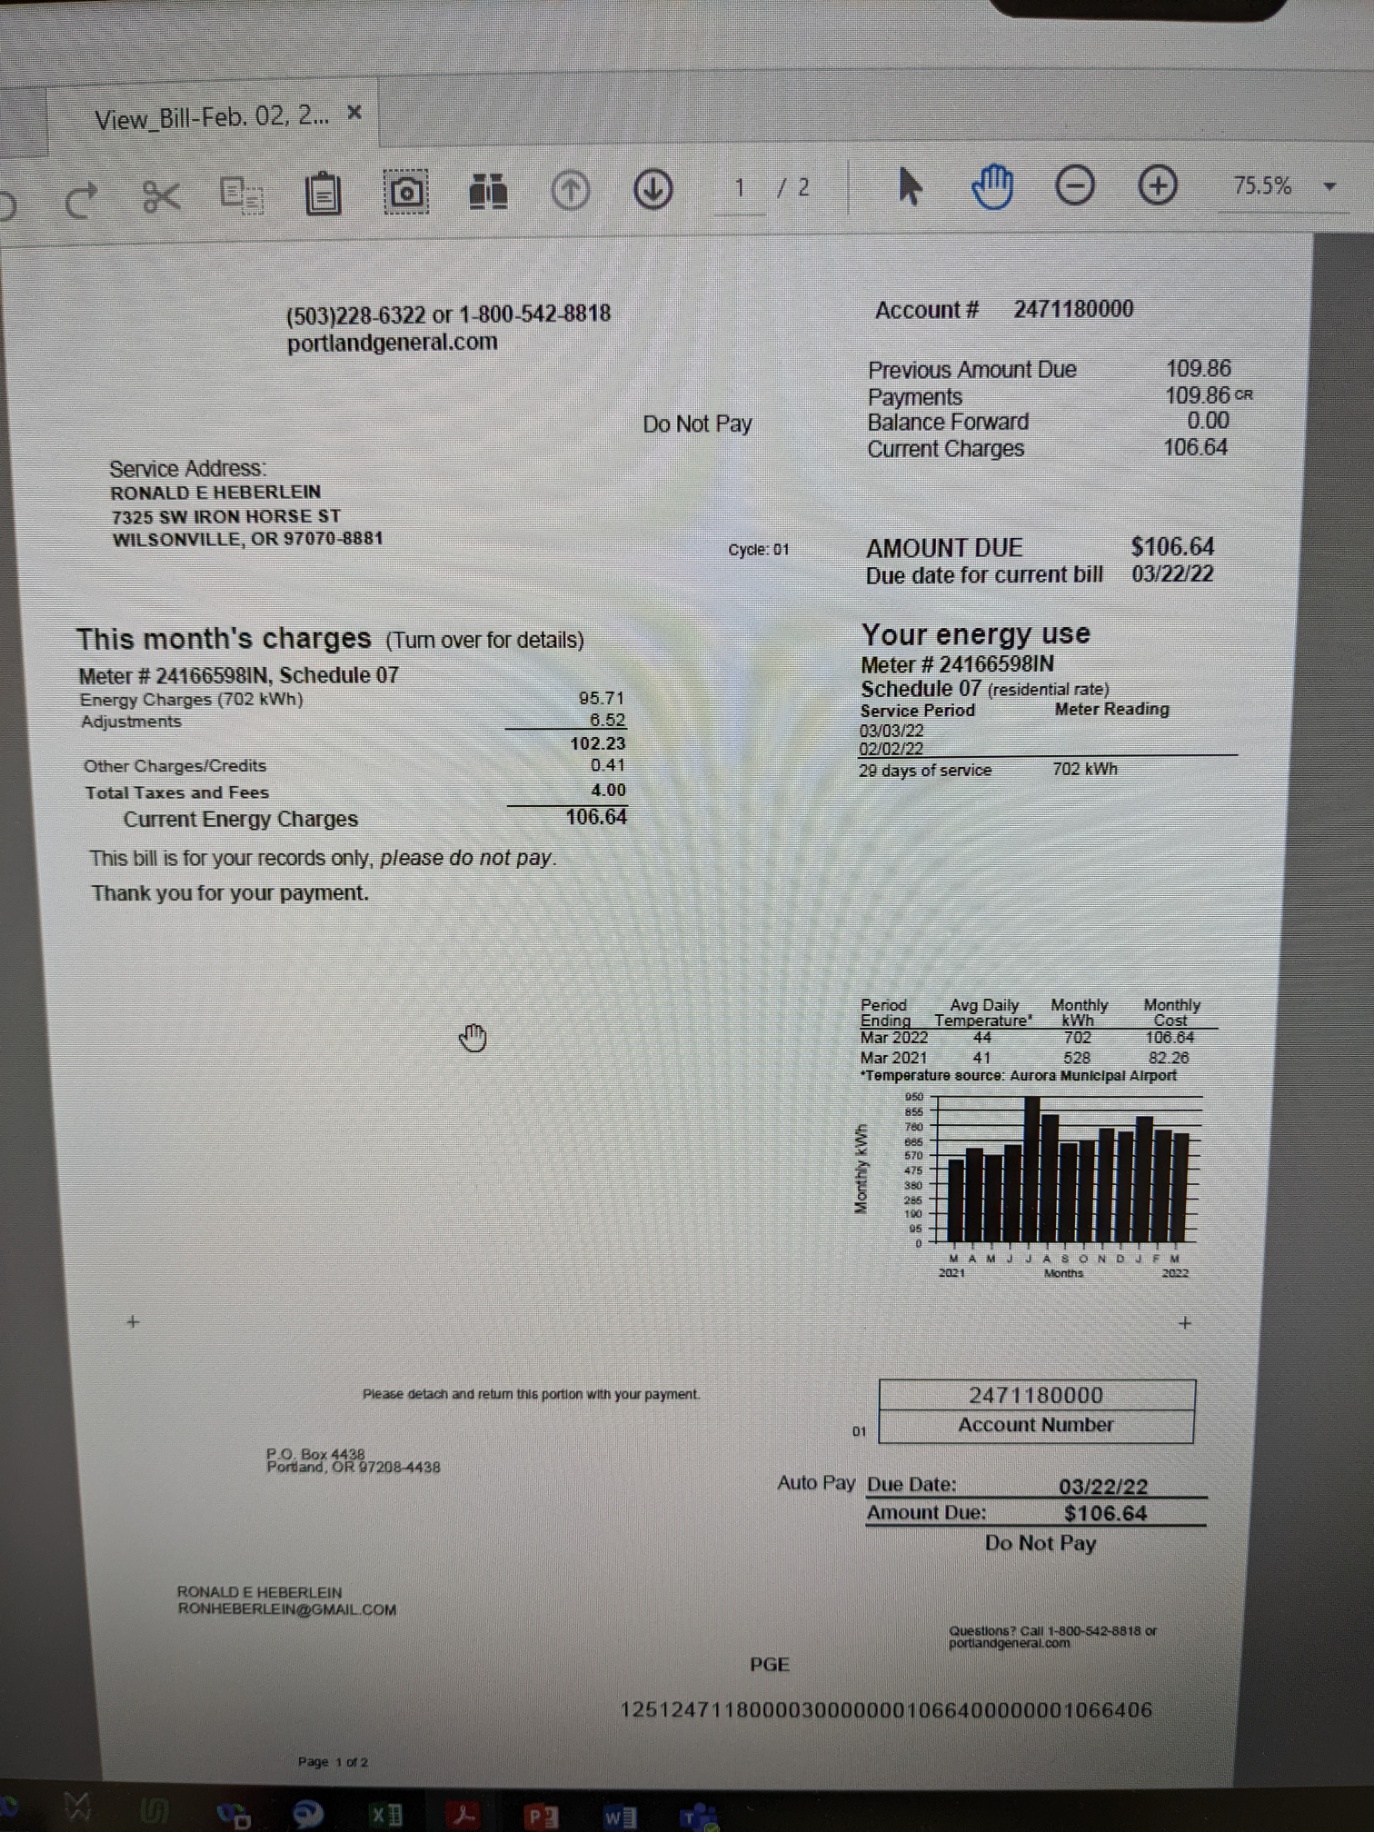 View_Bill-Feb. 02, 2...
1 / 2
75.5%
(503)228-6322 or 1-800-542-8818
portlandgeneral.com
Account # 2471180000
Previous Amount Due 109.86
Payments 109.86 CR
Balance Forward 0.00
Current Charges 106.64
Do Not Pay
Service Address:
RONALD E HEBERLEIN
7325 SW IRON HORSE ST
WILSONVILLE, OR 97070-8881
Cycle: 01
AMOUNT DUE $106.64
Due date for current bill 03/22/22
This month's charges (Turn over for details)
Meter # 24166598IN, Schedule 07
Energy Charges (702 kWh) 95.71
Adjustments 6.52
102.23
Other Charges/Credits 0.41
Total Taxes and Fees 4.00
Current Energy Charges 106.64
This bill is for your records only, please do not pay.
Thank you for your payment.
Your energy use
Meter # 24166598IN
Schedule 07 (residential rate)
Service Period Meter Reading
03/03/22
02/02/22
29 days of service 702 kWh
Period Avg Daily Monthly Monthly
Ending Temperature* kWh Cost
Mar 2022 44 702 106.64
Mar 2021 41 528 82.26
*Temperature source: Aurora Municipal Airport
Monthly kWh
950
855
760
665
570
475
380
285
190
95
0
M A M J J A S O N D J F M
2021 Months 2022
Please detach and return this portion with your payment.
2471180000
01 Account Number
P.O. Box 4438
Portland, OR 97208-4438
Auto Pay Due Date: 03/22/22
Amount Due: $106.64
Do Not Pay
RONALD E HEBERLEIN
RONHEBERLEIN@GMAIL.COM
Questions? Call 1-800-542-8818 or
portlandgeneral.com
PGE
Page 1 of 2